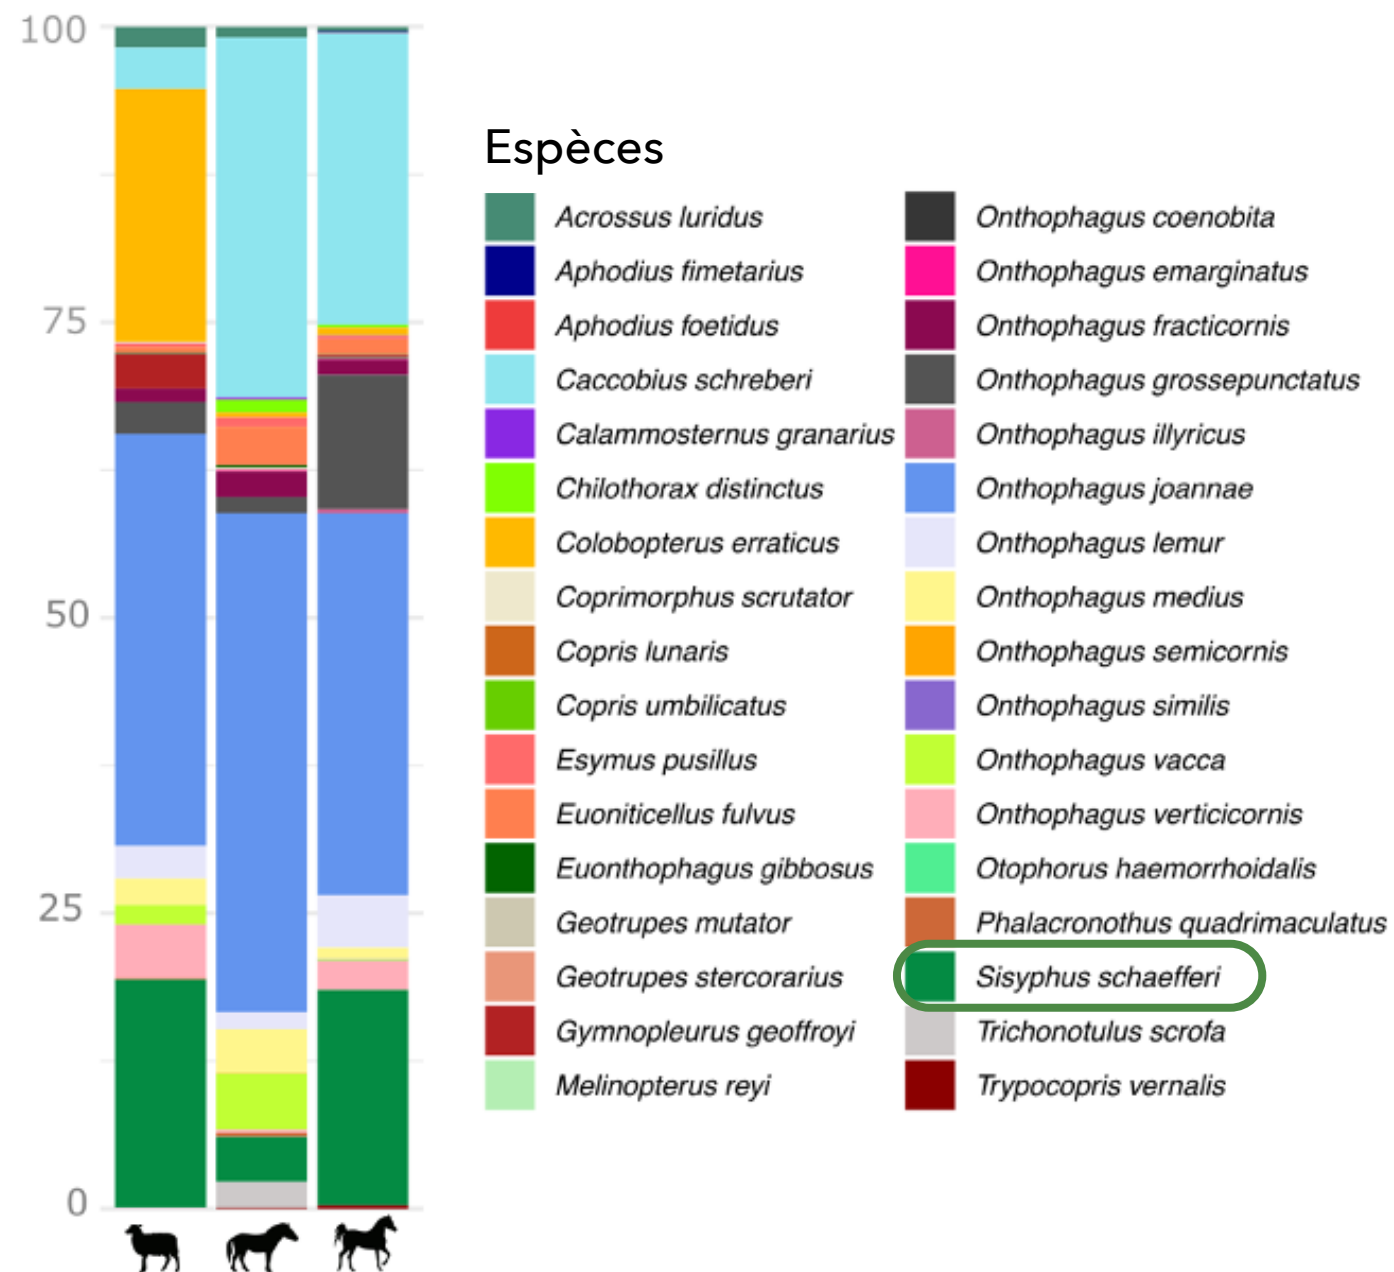 100
75
50
25
0
Espèces
Acrossus luridus
Aphodius fimetarius
Aphodius foetidus
Caccobius schreberi
Calammosternus granarius
Chilothorax distinctus
Colobopterus erraticus
Coprimorphus scrutator
Copris lunaris
Copris umbilicatus
Esymus pusillus
Euoniticellus fulvus
Euonthophagus gibbosus
Geotrupes mutator
Geotrupes stercorarius
Gymnopleurus geoffroyi
Melinopterus reyi
Onthophagus coenobita
Onthophagus emarginatus
Onthophagus fracticornis
Onthophagus grossepunctatus
Onthophagus illyricus
Onthophagus joannae
Onthophagus lemur
Onthophagus medius
Onthophagus semicornis
Onthophagus similis
Onthophagus vacca
Onthophagus verticicornis
Otophorus haemorrhoidalis
Phalacronothus quadrimaculatus
Sisyphus schaefferi
Trichonotulus scrofa
Trypocopris vernalis